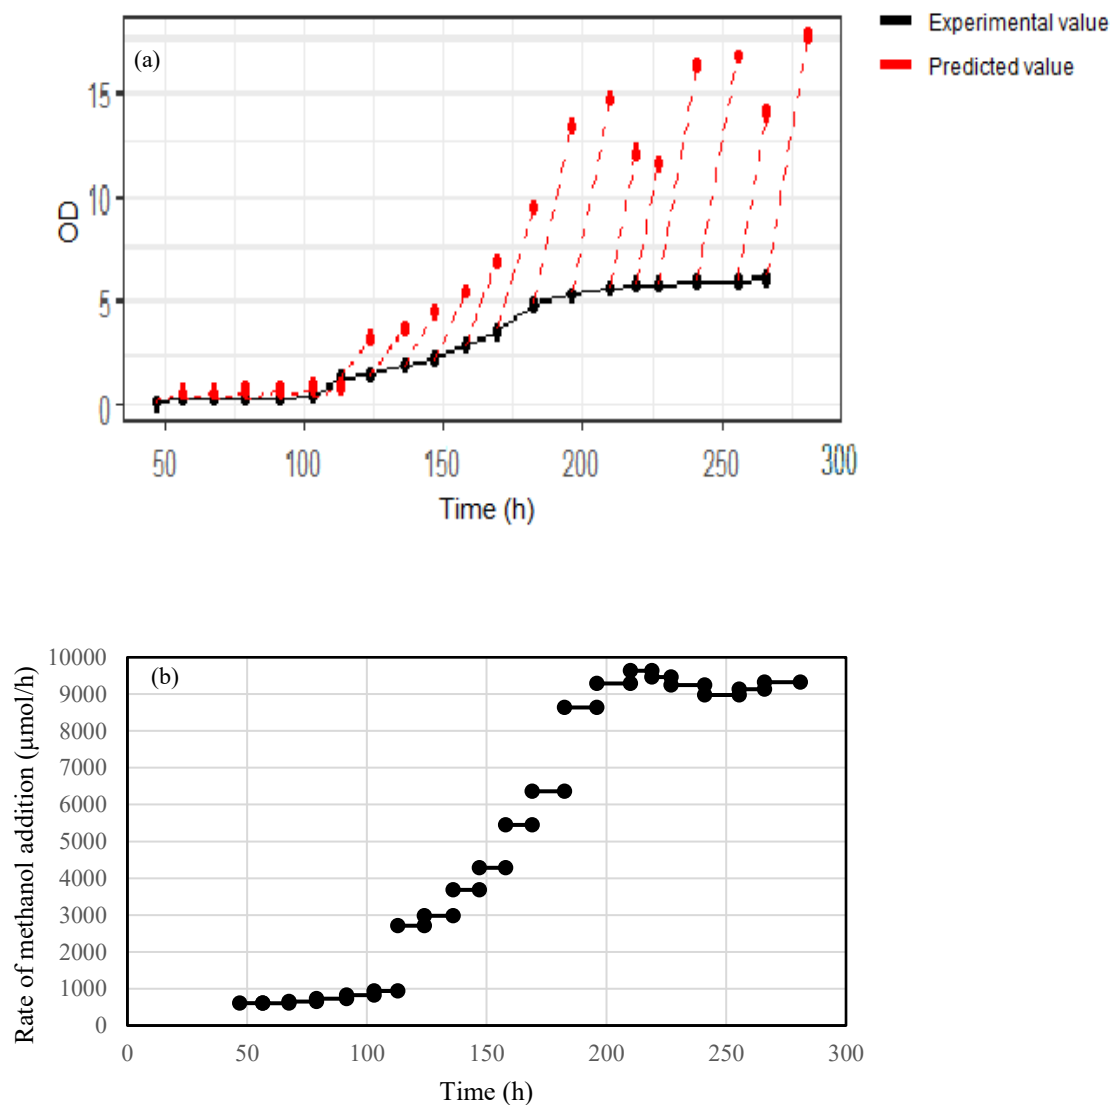 (a)
Experimental value
Predicted value
15
10
5
0
OD
50 100 150 200 250 300
Time (h)
(b)
10000
9000
8000
7000
6000
5000
4000
3000
2000
1000
0
Rate of methanol addition (µmol/h)
0 50 100 150 200 250 300
Time (h)